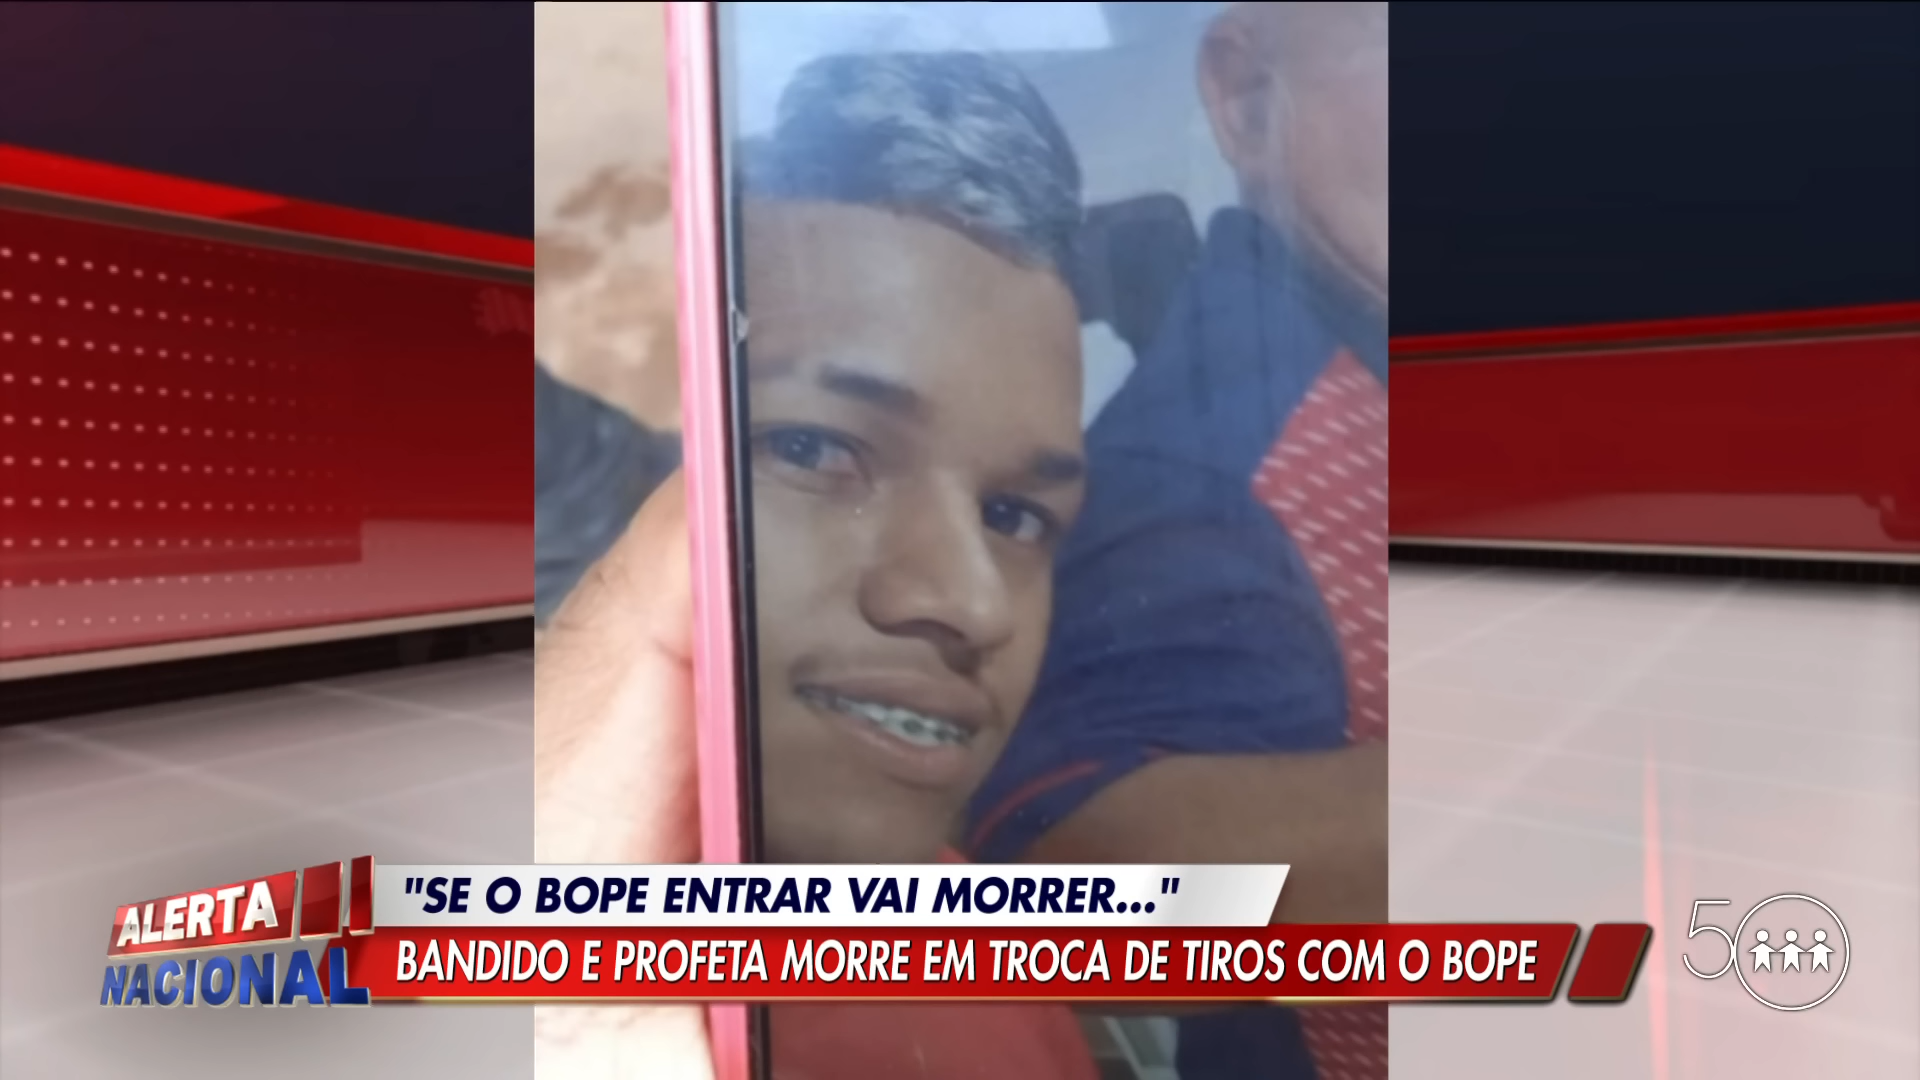 "SE O BOPE ENTRAR VAI MORRER..."
BANDIDO E PROFETA MORRE EM TROCA DE TIROS COM O BOPE
ALERTA
NACIONAL
50